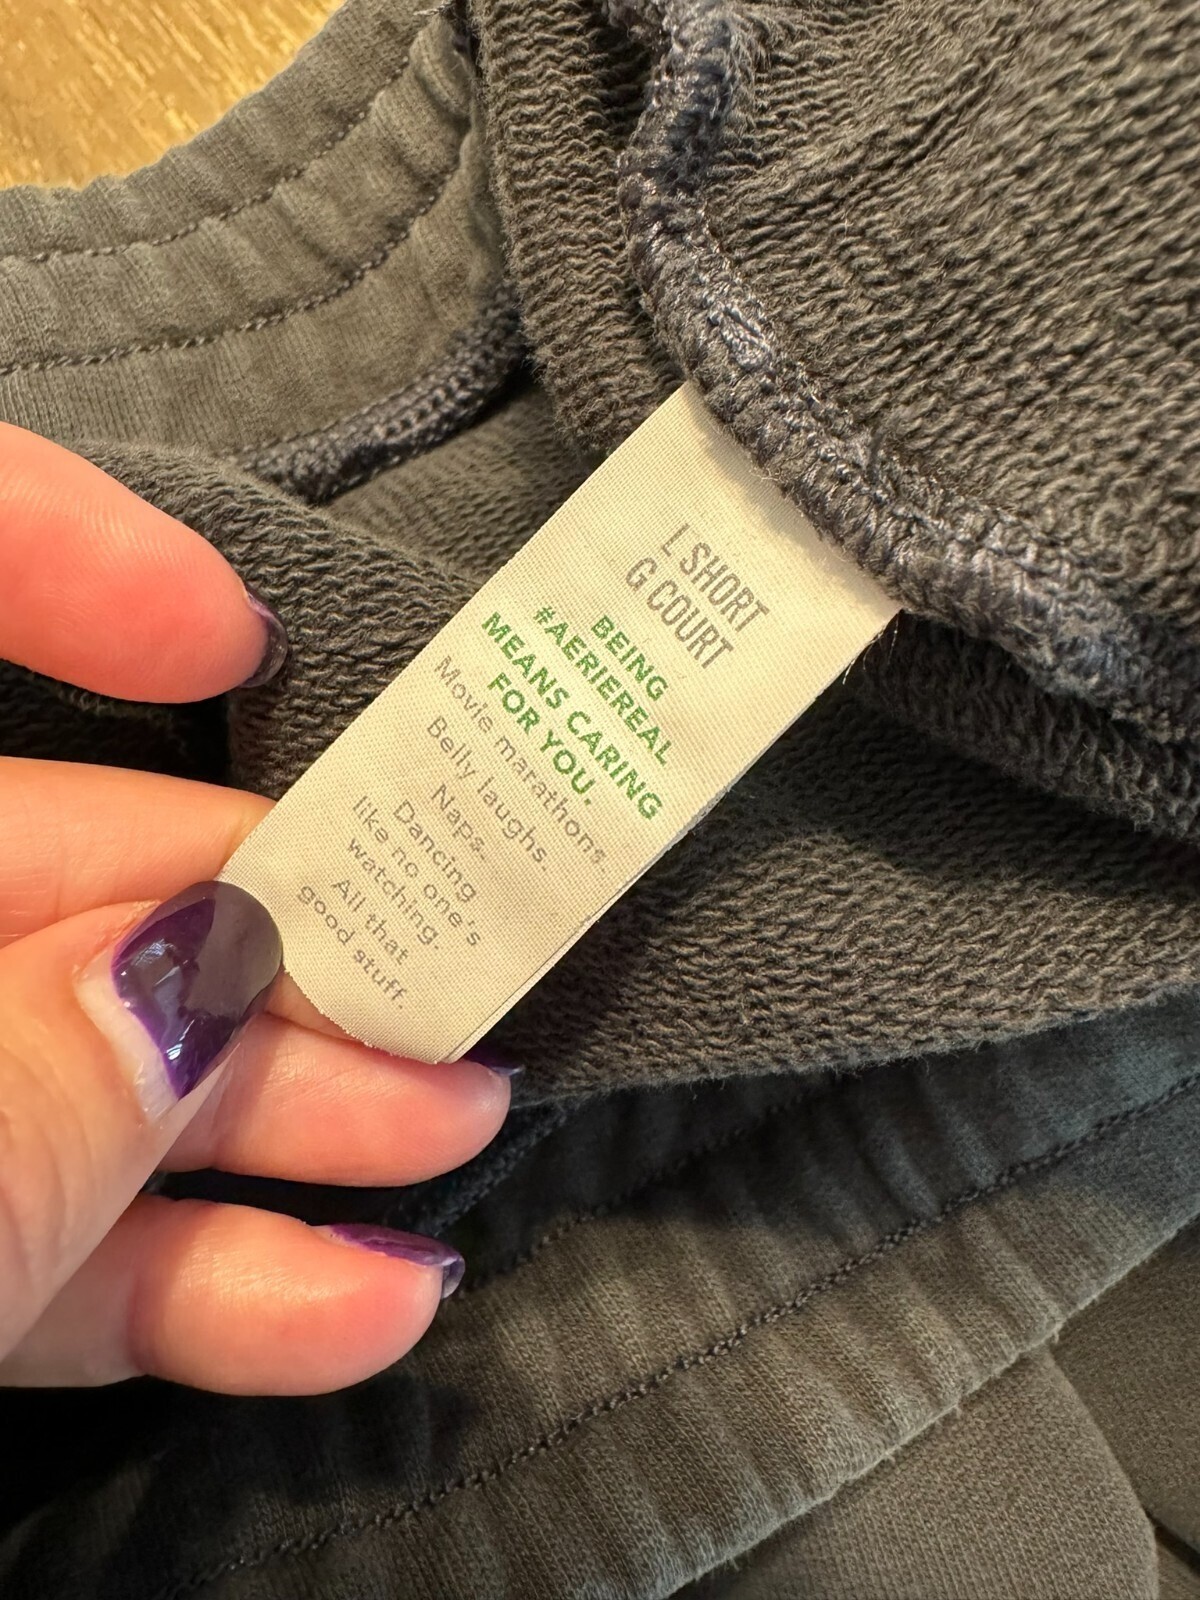 L SHORT
G COURT
BEING
#AERIEREAL
MEANS CARING
FOR YOU.
Movie marathons.
Belly laughs.
Naps.
Dancing
like no one's
watching.
All that
good stuff.